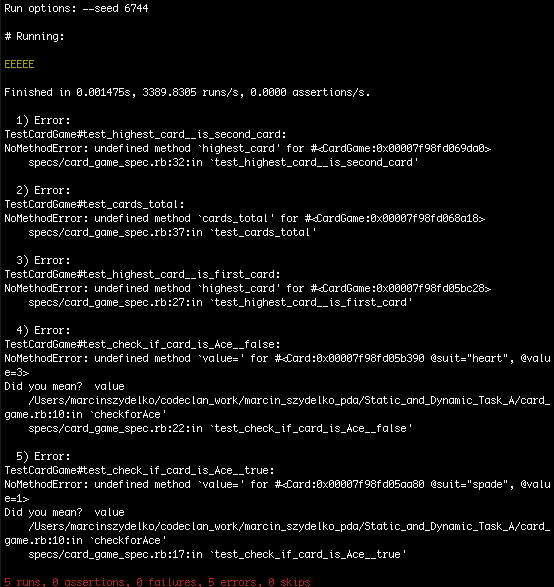 Run options: --seed 6744
# Running:
EEEEE
Finished in 0.001475s, 3389.8305 runs/s, 0.0000 assertions/s.
1) Error:
TestCardGame#test_highest_card__is_second_card:
NoMethodError: undefined method `highest_card' for #<CardGame:0x00007f98fd069da0>
specs/card_game_spec.rb:32:in `test_highest_card__is_second_card'
2) Error:
TestCardGame#test_cards_total:
NoMethodError: undefined method `cards_total' for #<CardGame:0x00007f98fd068a18>
specs/card_game_spec.rb:37:in `test_cards_total'
3) Error:
TestCardGame#test_highest_card__is_first_card:
NoMethodError: undefined method `highest_card' for #<CardGame:0x00007f98fd05bc28>
specs/card_game_spec.rb:27:in `test_highest_card__is_first_card'
4) Error:
TestCardGame#test_check_if_card_is_Ace__false:
NoMethodError: undefined method `value=' for #<Card:0x00007f98fd05b390 @suit="heart", @valu
e=3>
Did you mean?  value
/Users/marcinszydelko/codeclan_work/marcin_szydelko_pda/Static_and_Dynamic_Task_A/card_
game.rb:10:in `checkforAce'
specs/card_game_spec.rb:22:in `test_check_if_card_is_Ace__false'
5) Error:
TestCardGame#test_check_if_card_is_Ace__true:
NoMethodError: undefined method `value=' for #<Card:0x00007f98fd05aa80 @suit="spade", @valu
e=1>
Did you mean?  value
/Users/marcinszydelko/codeclan_work/marcin_szydelko_pda/Static_and_Dynamic_Task_A/card_
game.rb:10:in `checkforAce'
specs/card_game_spec.rb:17:in `test_check_if_card_is_Ace__true'
5 runs, 0 assertions, 0 failures, 5 errors, 0 skips